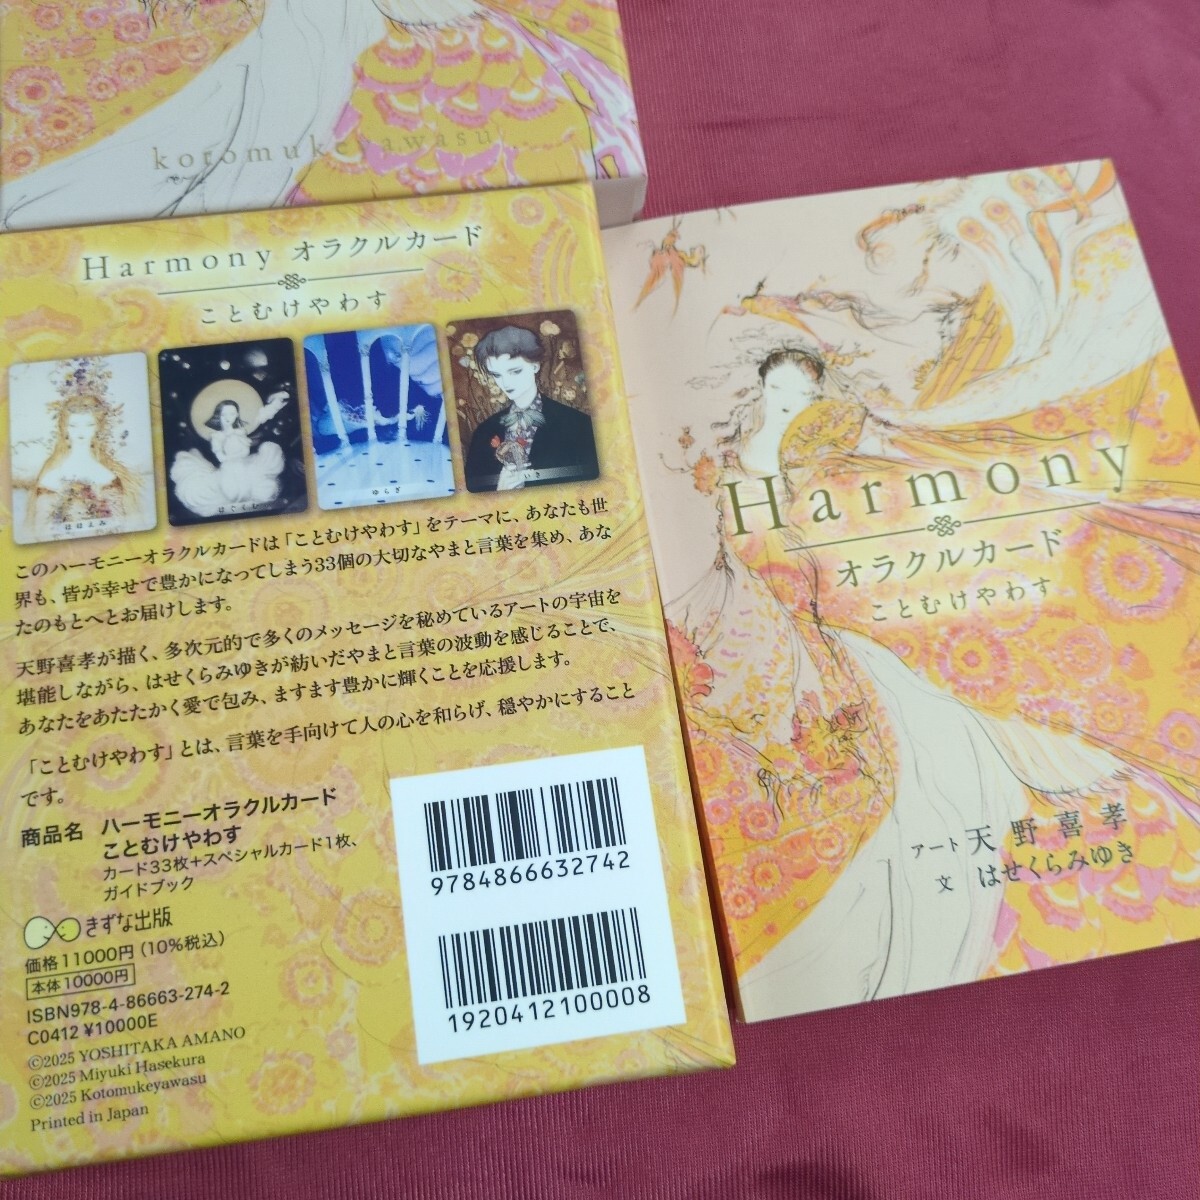 kotomukeyawasu
Harmony オラクルカード
ことむけやわす
ほほえみ
はぐくむ
ゆらぎ
いき
このハーモニーオラクルカードは「ことむけやわす」をテーマに、あなたも世
界も、皆が幸せで豊かになってしまう33個の大切なやまと言葉を集め、あな
たのもとへとお届けします。
天野喜孝が描く、多次元的で多くのメッセージを秘めているアートの宇宙を
堪能しながら、はせくらみゆきが紡いだやまと言葉の波動を感じることで、
あなたをあたたかく愛で包み、ますます豊かに輝くことを応援します。
「ことむけやわす」とは、言葉を手向けて人の心を和らげ、穏やかにすること
です。
商品名 ハーモニーオラクルカード
ことむけやわす
カード33枚+スペシャルカード1枚、
ガイドブック
きずな出版
価格11000円(10%税込)
本体10000円
ISBN978-4-86663-274-2
C0412 ¥10000E
©2025 YOSHITAKA AMANO
©2025 Miyuki Hasekura
©2025 Kotomukeyawasu
Printed in Japan
9784866632742
1920412100008
Harmony
オラクルカード
ことむけやわす
アート 天野喜孝
文 はせくらみゆき